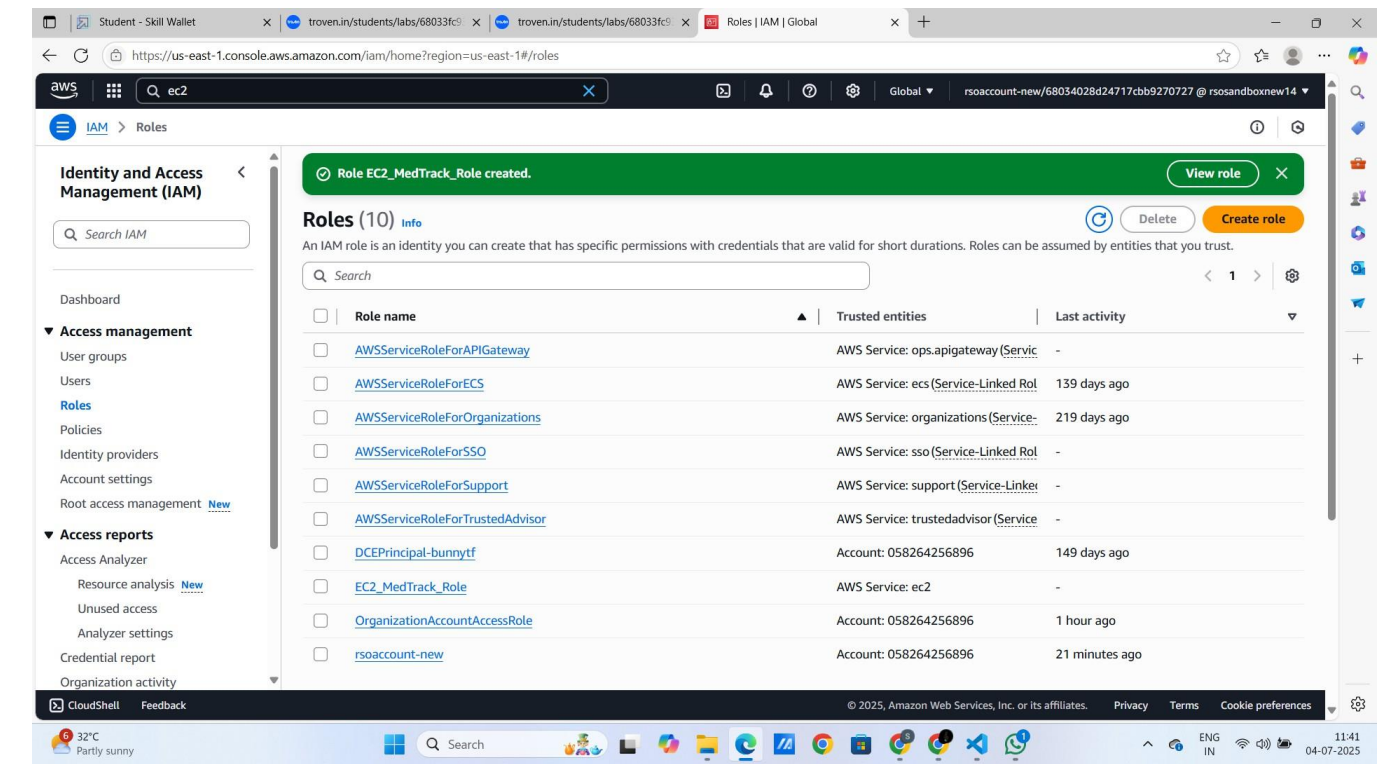 Student - Skill Wallet
troven.in/students/labs/68033fc9
troven.in/students/labs/68033fc9
Roles | IAM | Global
https://us-east-1.console.aws.amazon.com/iam/home?region=us-east-1#/roles
aws
ec2
Global
rsoaccount-new/68034028d24717cbb9270727 @ rsosandboxnew14
IAM > Roles
Identity and Access
Management (IAM)
Search IAM
Dashboard
Access management
User groups
Users
Roles
Policies
Identity providers
Account settings
Root access management New
Access reports
Access Analyzer
Resource analysis New
Unused access
Analyzer settings
Credential report
Organization activity
Role EC2_MedTrack_Role created.
View role
Roles (10) Info
Delete
Create role
An IAM role is an identity you can create that has specific permissions with credentials that are valid for short durations. Roles can be assumed by entities that you trust.
Search
1
Role name Trusted entities Last activity
AWSServiceRoleForAPIGateway AWS Service: ops.apigateway (Servic -
AWSServiceRoleForECS AWS Service: ecs (Service-Linked Rol 139 days ago
AWSServiceRoleForOrganizations AWS Service: organizations (Service- 219 days ago
AWSServiceRoleForSSO AWS Service: sso (Service-Linked Rol -
AWSServiceRoleForSupport AWS Service: support (Service-Linke -
AWSServiceRoleForTrustedAdvisor AWS Service: trustedadvisor (Service -
DCEPrincipal-bunnytf Account: 058264256896 149 days ago
EC2_MedTrack_Role AWS Service: ec2 -
OrganizationAccountAccessRole Account: 058264256896 1 hour ago
rsoaccount-new Account: 058264256896 21 minutes ago
CloudShell Feedback
© 2025, Amazon Web Services, Inc. or its affiliates. Privacy Terms Cookie preferences
6
32°C
Partly sunny
Search
ENG
IN
11:41
04-07-2025